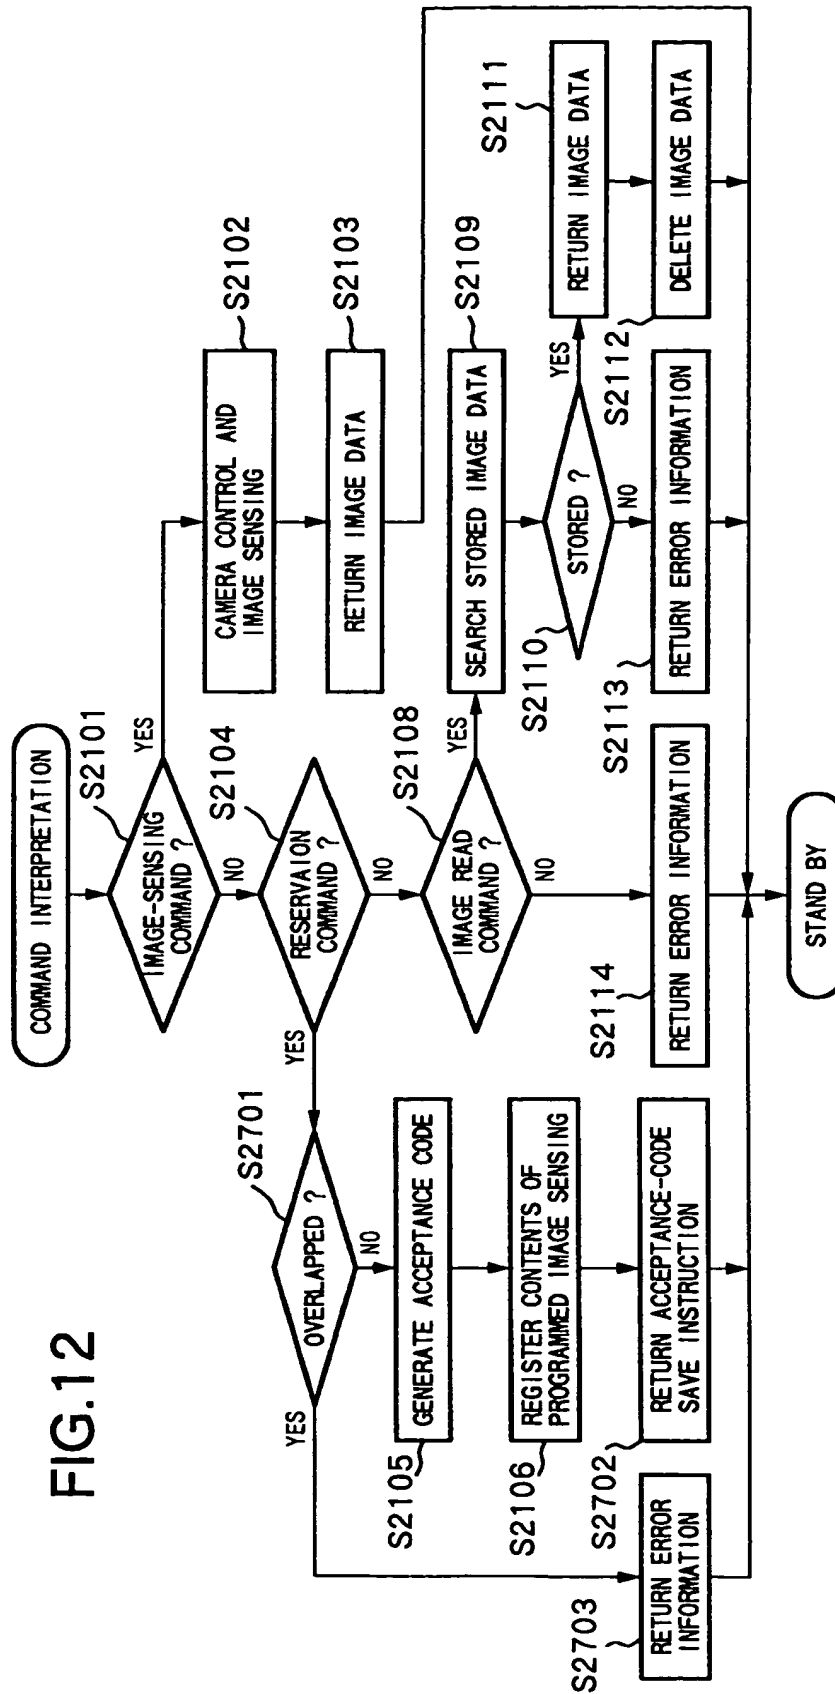 FIG.12
COMMAND INTERPRETATION
S2101
IMAGE-SENSING
COMMAND ?
YES
NO
S2102
CAMERA CONTROL AND
IMAGE SENSING
S2103
RETURN IMAGE DATA
S2104
RESERVAION
COMMAND ?
YES
NO
S2701
OVERLAPPED ?
YES
NO
S2105
GENERATE ACCEPTANCE CODE
S2106
REGISTER CONTENTS OF
PROGRAMMED IMAGE SENSING
S2702
RETURN ACCEPTANCE-CODE
SAVE INSTRUCTION
S2703
RETURN ERROR
INFORMATION
S2108
IMAGE READ
COMMAND ?
YES
NO
S2109
SEARCH STORED IMAGE DATA
S2110
STORED ?
YES
NO
S2111
RETURN IMAGE DATA
S2112
DELETE IMAGE DATA
S2113
RETURN ERROR INFORMATION
S2114
RETURN ERROR INFORMATION
STAND BY